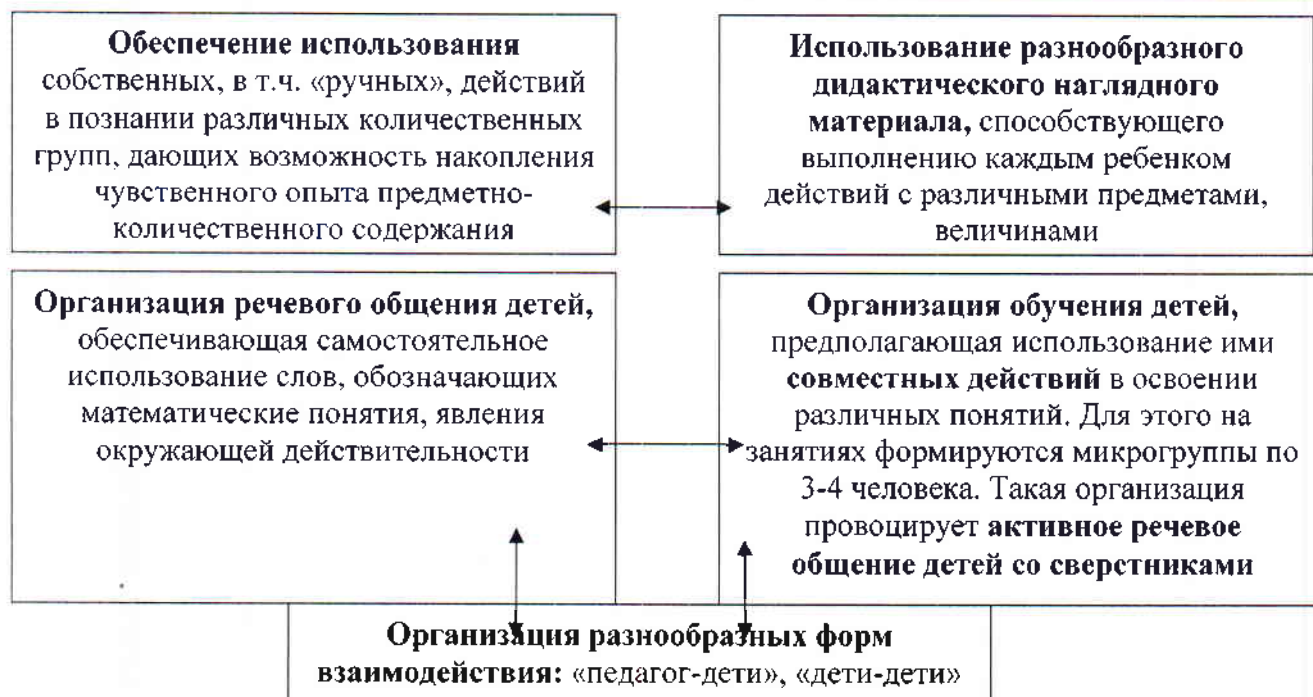 Обеспечение использования
собственных, в т.ч. «ручных», действий
в познании различных количественных
групп, дающих возможность накопления
чувственного опыта предметно-
количественного содержания
Использование разнообразного
дидактического наглядного
материала, способствующего
выполнению каждым ребенком
действий с различными предметами,
величинами
Организация речевого общения детей,
обеспечивающая самостоятельное
использование слов, обозначающих
математические понятия, явления
окружающей действительности
Организация обучения детей,
предполагающая использование ими
совместных действий в освоении
различных понятий. Для этого на
занятиях формируются микрогруппы по
3-4 человека. Такая организация
провоцирует активное речевое
общение детей со сверстниками
Организация разнообразных форм
взаимодействия: «педагог-дети», «дети-дети»